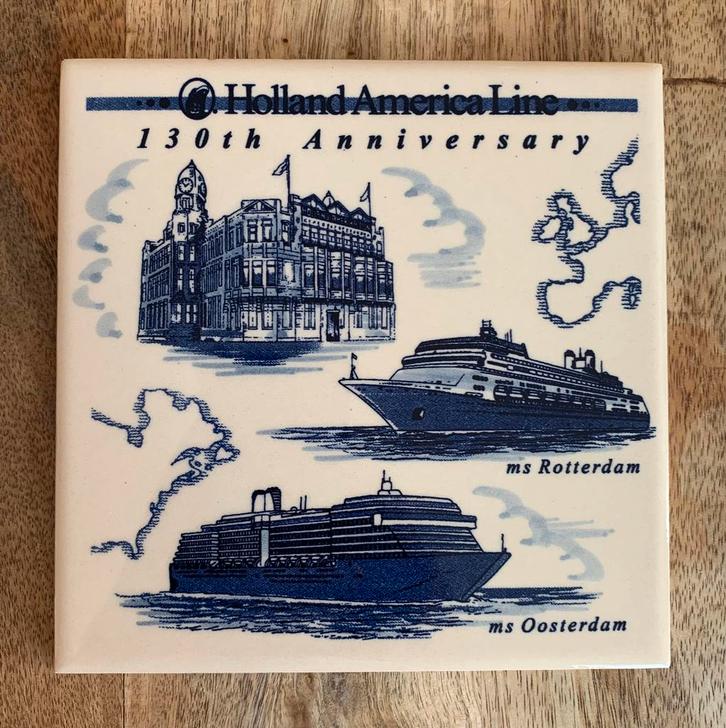 Holland America Line
130th Anniversary
ms Rotterdam
ms Oosterdam